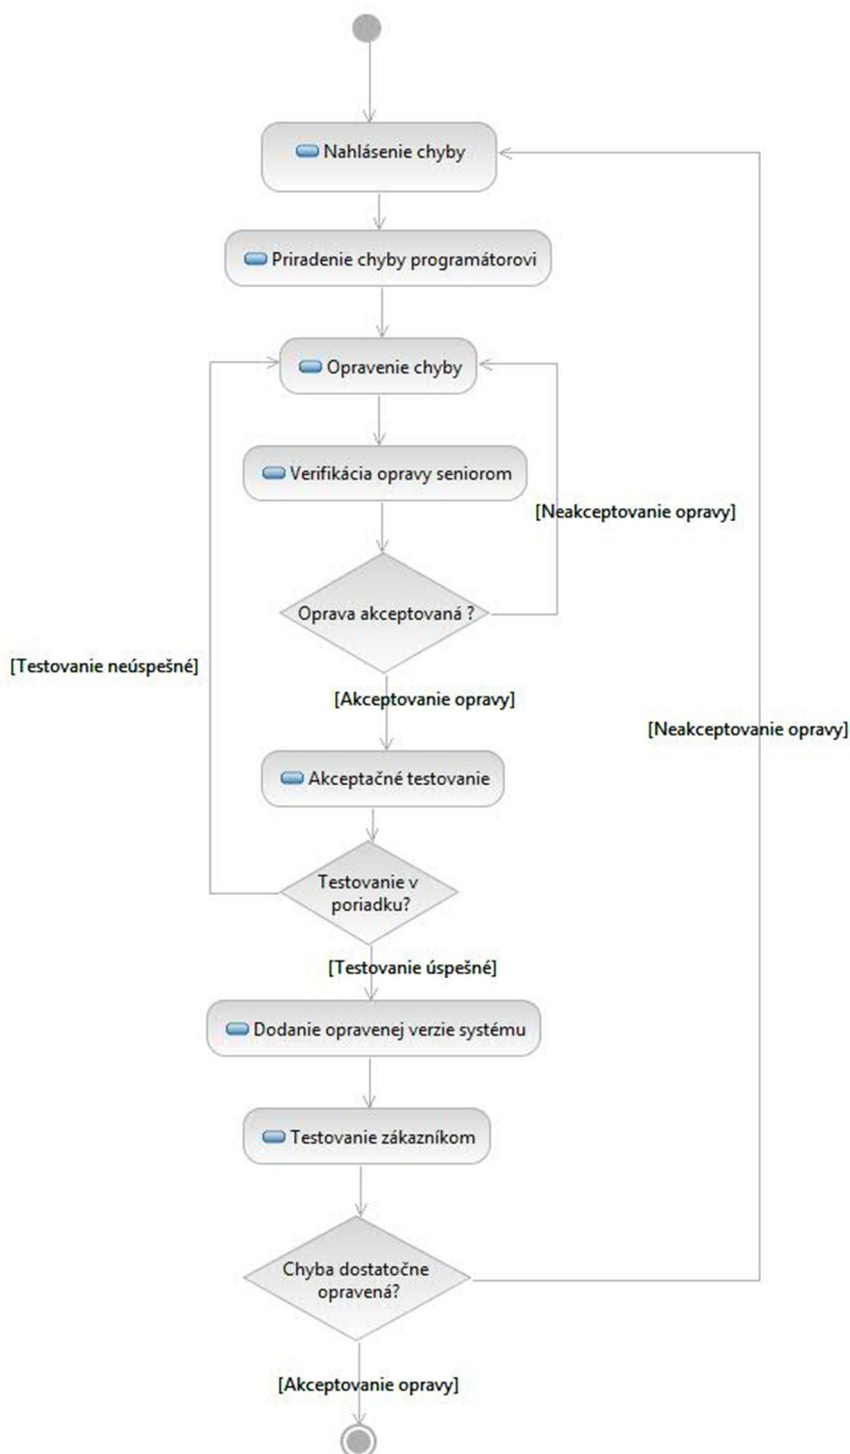 Nahlásenie chyby
Priradenie chyby programátorovi
Opravenie chyby
Verifikácia opravy seniorom
[Neakceptovanie opravy]
Oprava akceptovaná ?
[Testovanie neúspešné]
[Akceptovanie opravy]
[Neakceptovanie opravy]
Akceptačné testovanie
Testovanie v
poriadku?
[Testovanie úspešné]
Dodanie opravenej verzie systému
Testovanie zákazníkom
Chyba dostatočne
opravená?
[Akceptovanie opravy]